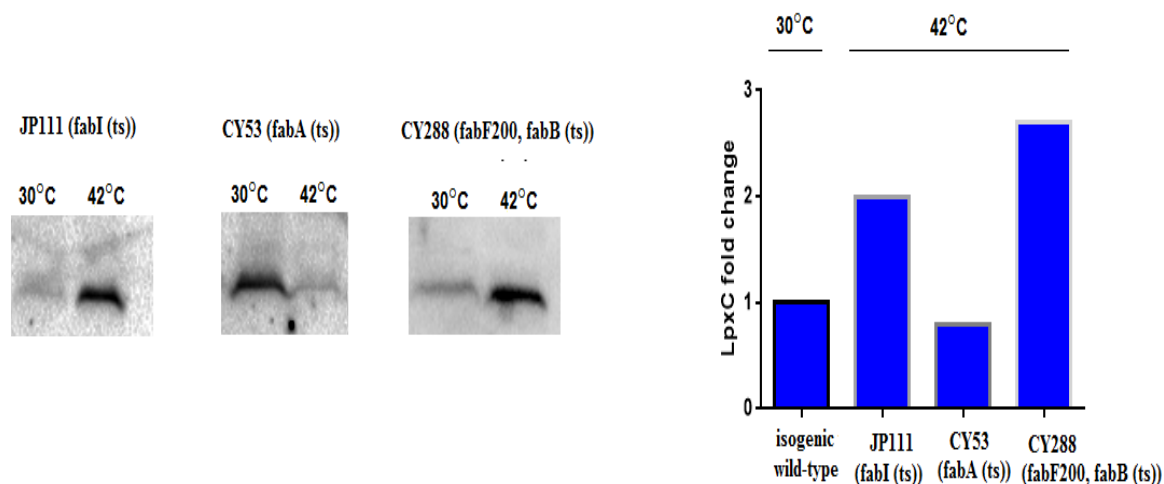 JP111 (fabI (ts))
CY53 (fabA (ts))
CY288 (fabF200, fabB (ts))
30°C 42°C
30°C 42°C
30°C 42°C
30°C
42°C
LpxC fold change
3
2
1
0
isogenic
wild-type
JP111
(fabI (ts))
CY53
(fabA (ts))
CY288
(fabF200, fabB (ts))